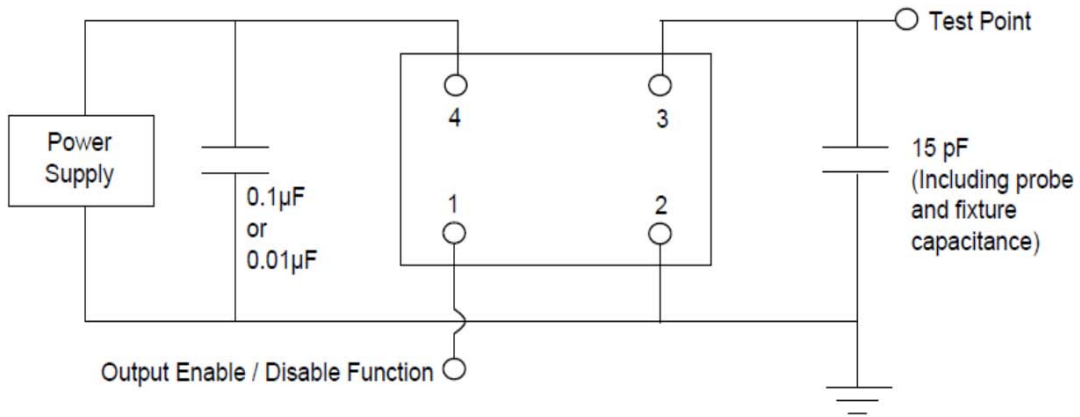 Test Point
4
3
Power
Supply
15 pF
(Including probe
and fixture
capacitance)
0.1µF
or
0.01µF
1
2
Output Enable / Disable Function